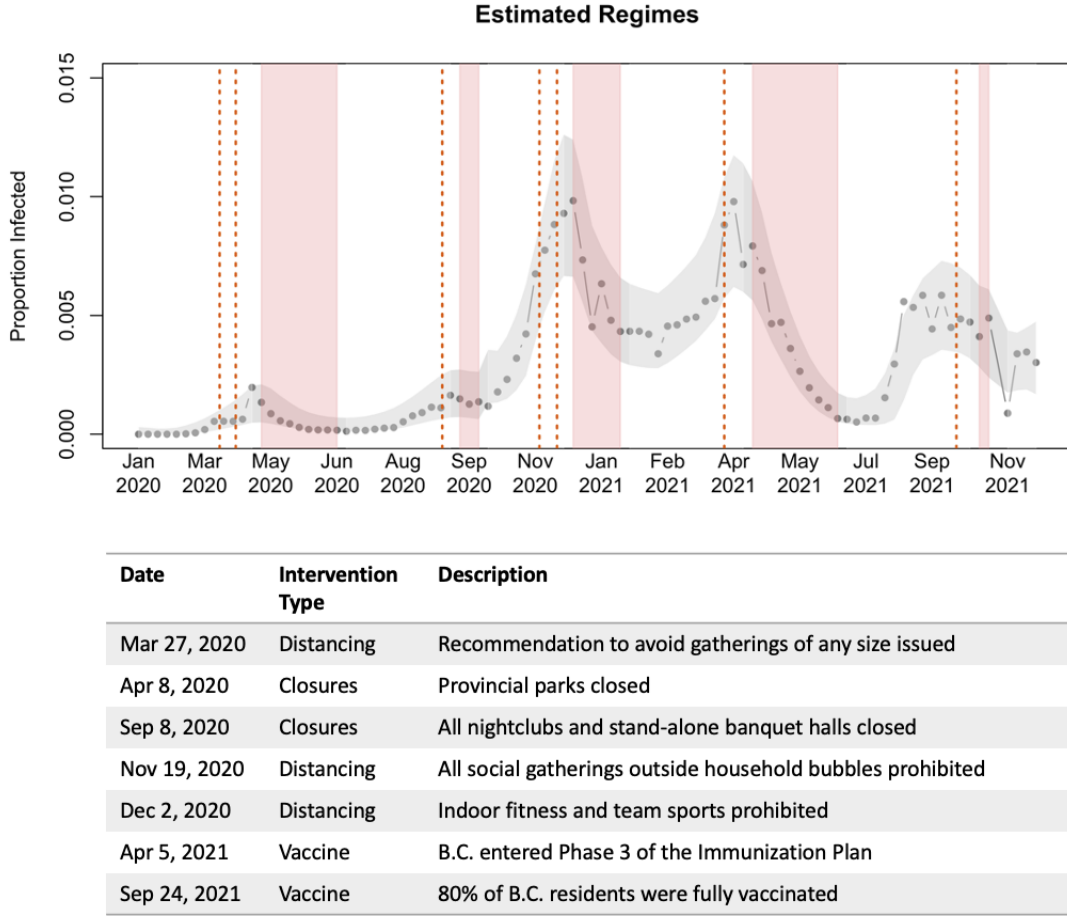 Estimated Regimes
Proportion Infected
0.015
0.010
0.005
0.000
Jan Mar May Jun Aug Sep Nov Jan Feb Apr May Jul Sep Nov
2020 2020 2020 2020 2020 2020 2020 2021 2021 2021 2021 2021 2021 2021
Date Intervention Description
Type
Mar 27, 2020 Distancing Recommendation to avoid gatherings of any size issued
Apr 8, 2020 Closures Provincial parks closed
Sep 8, 2020 Closures All nightclubs and stand-alone banquet halls closed
Nov 19, 2020 Distancing All social gatherings outside household bubbles prohibited
Dec 2, 2020 Distancing Indoor fitness and team sports prohibited
Apr 5, 2021 Vaccine B.C. entered Phase 3 of the Immunization Plan
Sep 24, 2021 Vaccine 80% of B.C. residents were fully vaccinated